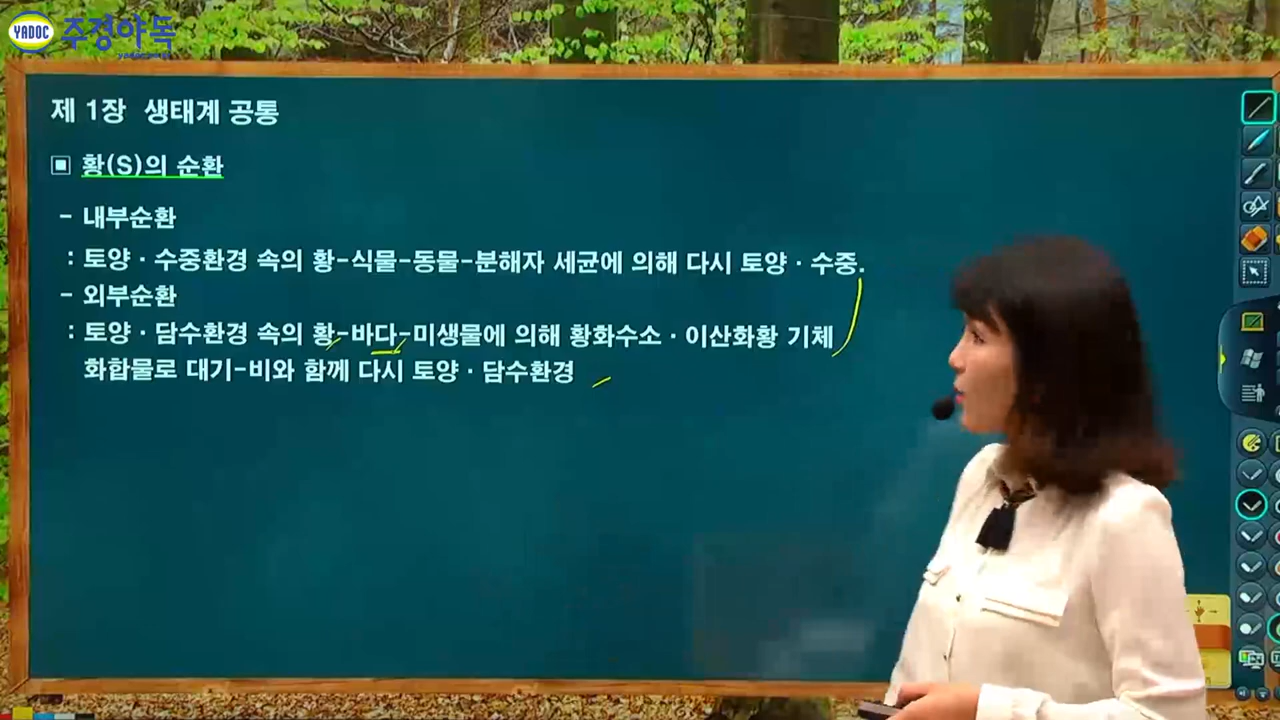 YADOC 주경야독
제 1장 생태계 공통
▣ 황(S)의 순환
- 내부순환
: 토양 · 수중환경 속의 황-식물-동물-분해자 세균에 의해 다시 토양 · 수중.
- 외부순환
: 토양 · 담수환경 속의 황-바다-미생물에 의해 황화수소 · 이산화황 기체
화합물로 대기-비와 함께 다시 토양 · 담수환경